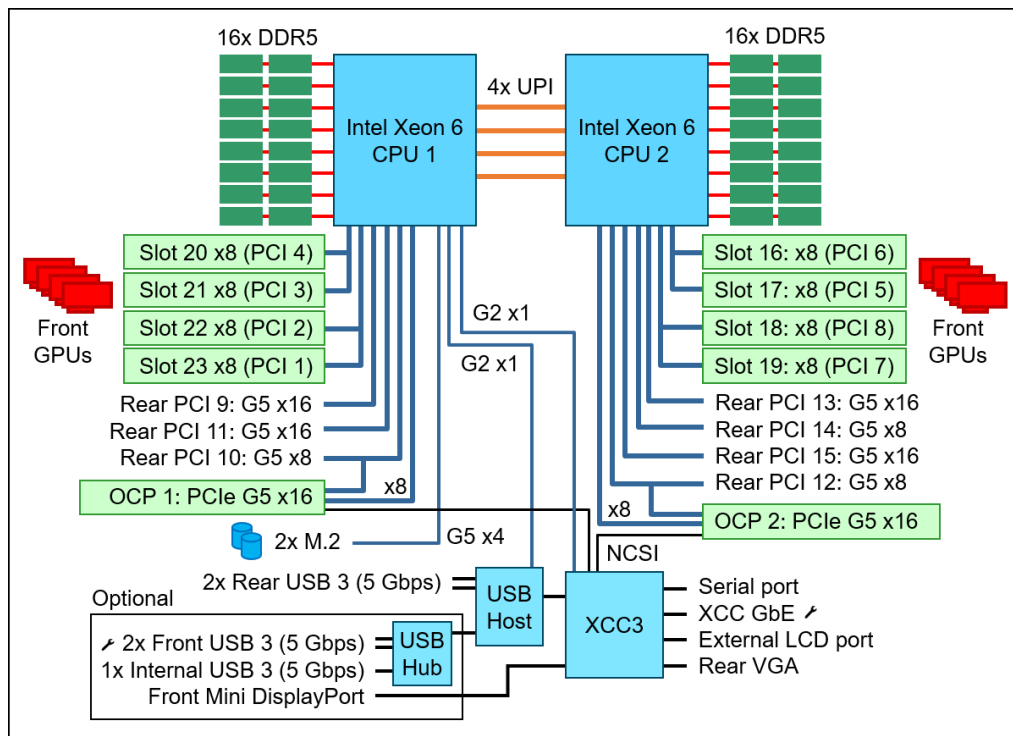 16x DDR5
16x DDR5
4x UPI
Intel Xeon 6
CPU 1
Intel Xeon 6
CPU 2
Slot 20 x8 (PCI 4)
Slot 21 x8 (PCI 3)
Slot 22 x8 (PCI 2)
Slot 23 x8 (PCI 1)
Front
GPUs
Slot 16: x8 (PCI 6)
Slot 17: x8 (PCI 5)
Slot 18: x8 (PCI 8)
Slot 19: x8 (PCI 7)
Front
GPUs
G2 x1
G2 x1
Rear PCI 9: G5 x16
Rear PCI 11: G5 x16
Rear PCI 10: G5 x8
x8
OCP 1: PCIe G5 x16
Rear PCI 13: G5 x16
Rear PCI 14: G5 x8
Rear PCI 15: G5 x16
Rear PCI 12: G5 x8
x8
OCP 2: PCIe G5 x16
2x M.2
G5 x4
NCSI
2x Rear USB 3 (5 Gbps)
USB
Host
XCC3
Serial port
XCC GbE
External LCD port
Rear VGA
Optional
2x Front USB 3 (5 Gbps)
1x Internal USB 3 (5 Gbps)
USB
Hub
Front Mini DisplayPort